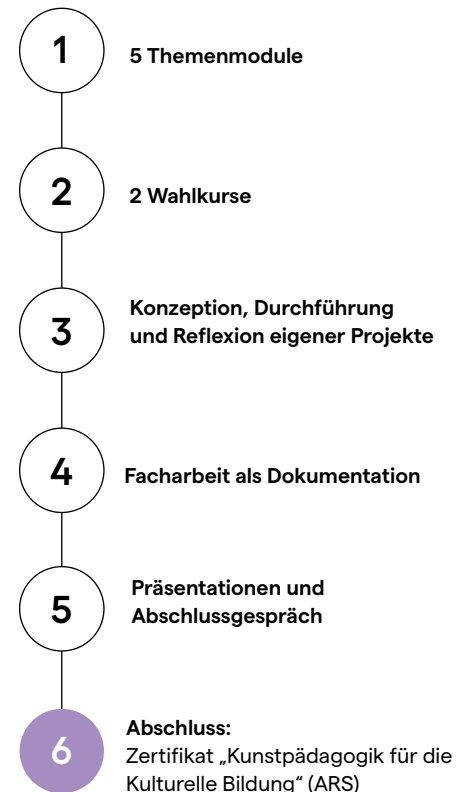 1
5 Themenmodule
2
2 Wahlkurse
3
Konzeption, Durchführung
und Reflexion eigener Projekte
4
Facharbeit als Dokumentation
5
Präsentationen und
Abschlussgespräch
6
Abschluss:
Zertifikat „Kunstpädagogik für die
Kulturelle Bildung“ (ARS)